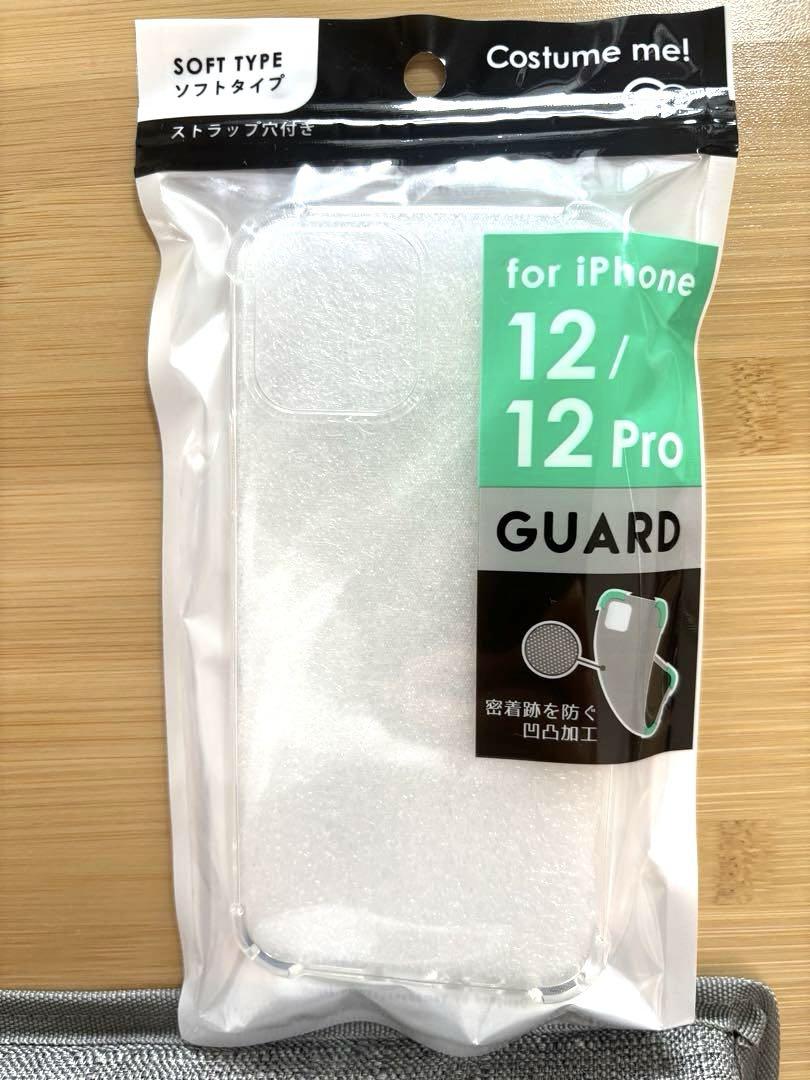 SOFT TYPE
ソフトタイプ
ストラップ穴付き
Costume me!
for iPhone
12/
12 Pro
GUARD
密着跡を防ぐ
凹凸加工